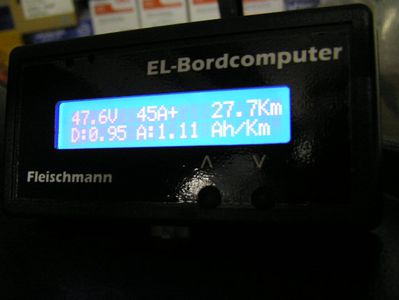 EL-Bordcomputer
47.6V 45A+ 27.7Km
D:0.95 A:1.11 Ah/Km
Fleischmann